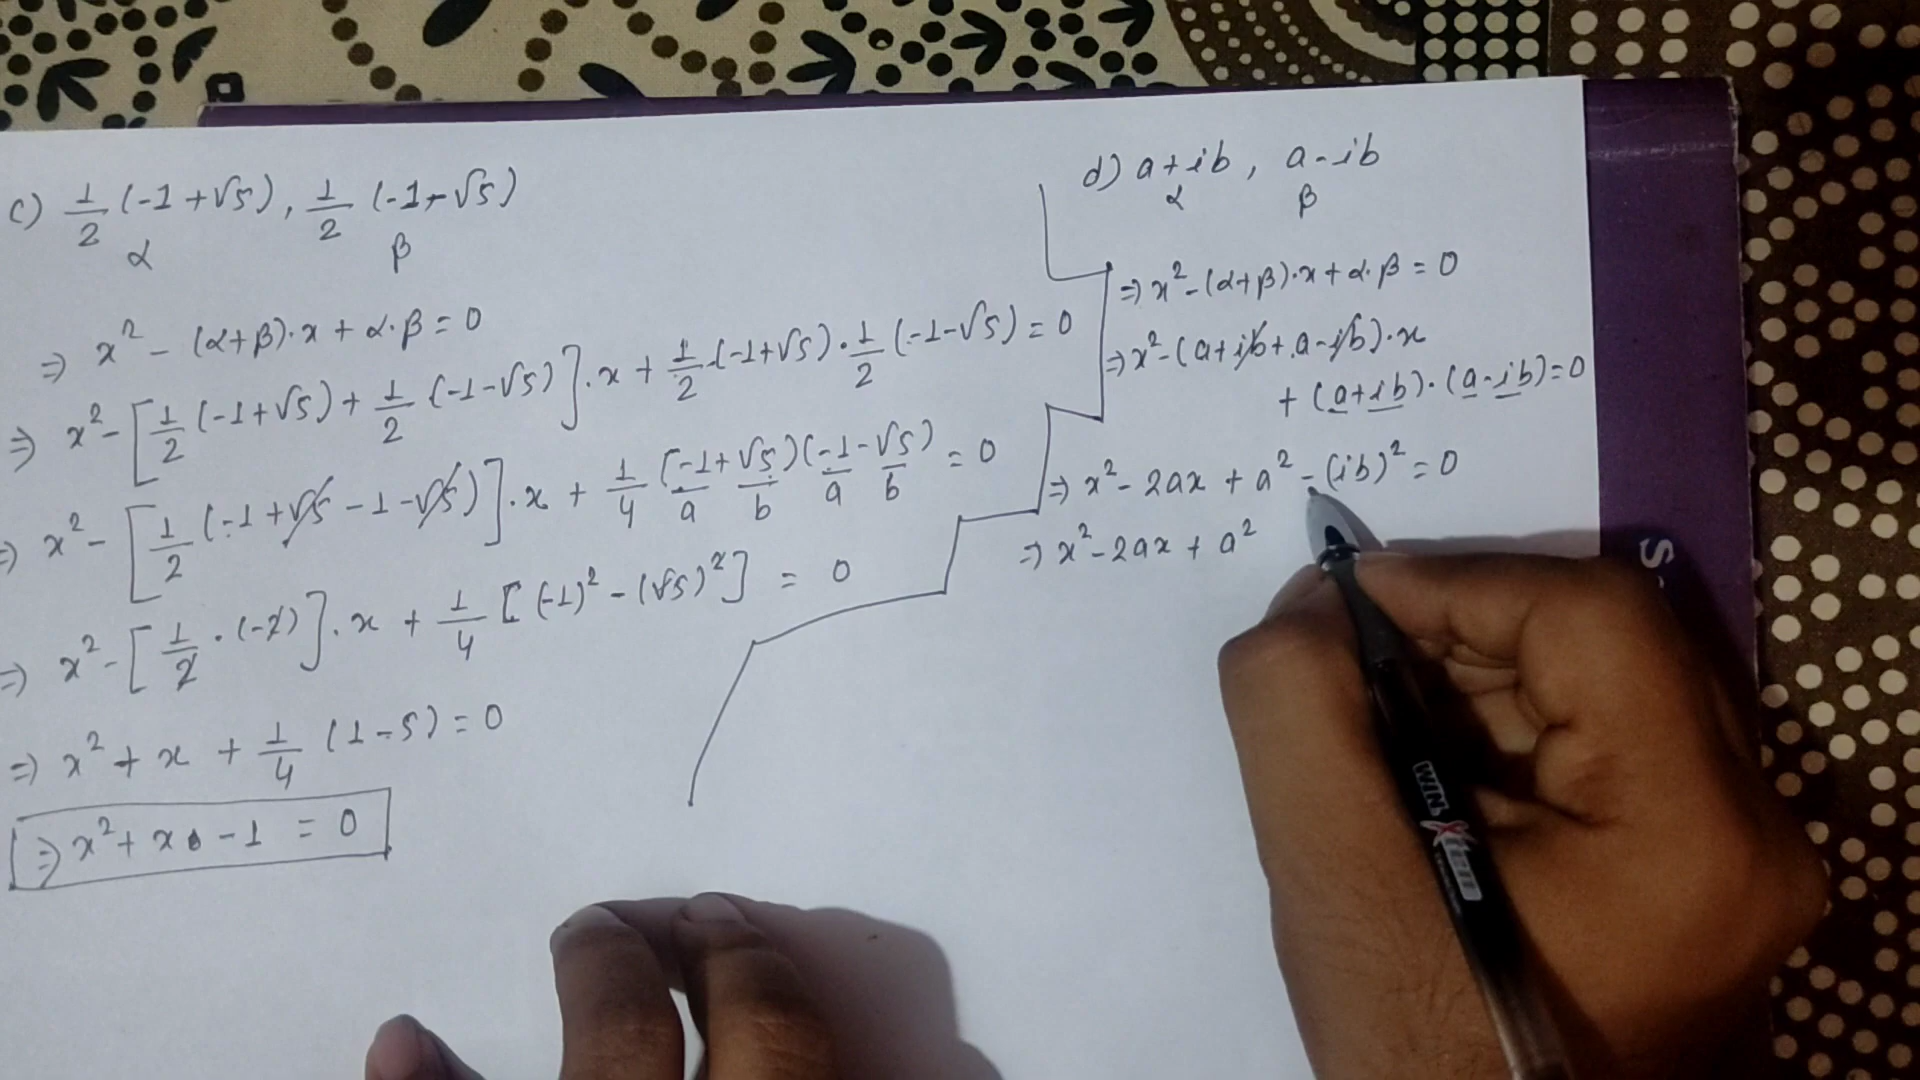 c) 1/2 (-1+√5), 1/2 (-1-√5)
α β
⇒ x² - (α+β)·x + α·β = 0
⇒ x² - [1/2 (-1+√5) + 1/2 (-1-√5)]·x + 1/2 (-1+√5)·1/2 (-1-√5) = 0
⇒ x² - [1/2 (-1+√5-1-√5)]·x + 1/4 [-1+√5)(-1-√5) = 0
a b a b
⇒ x² - [1/2 · (-2)]·x + 1/4 [(-1)² - (√5)²] = 0
⇒ x² + x + 1/4 (1-5) = 0
⇒ x² + x - 1 = 0
d) a+ib, a-ib
α β
⇒ x² - (α+β)·x + α·β = 0
⇒ x² - (a+ib+a-ib)·x
+ (a+ib)·(a-ib) = 0
⇒ x² - 2ax + a² - (ib)² = 0
⇒ x² - 2ax + a²
WIN
Xten